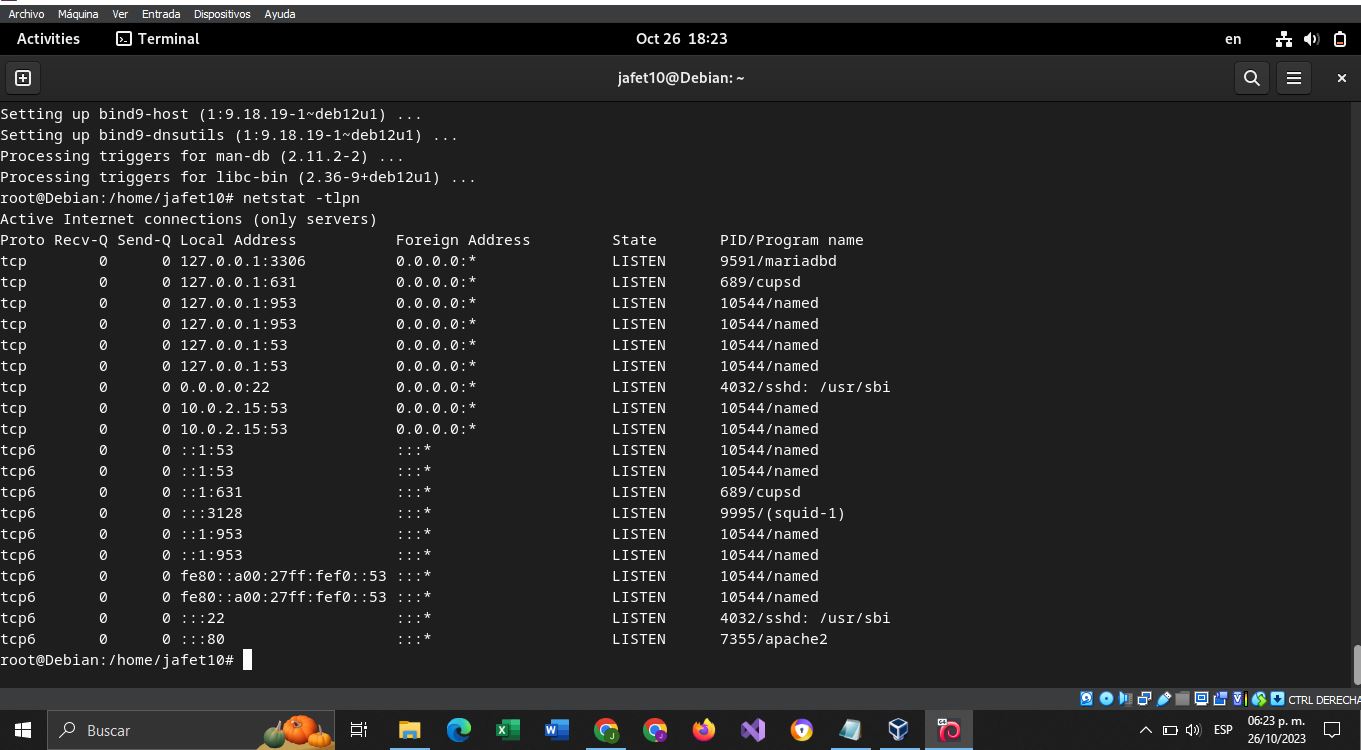 Archivo Máquina Ver Entrada Dispositivos Ayuda
Activities Terminal Oct 26 18:23 en
jafet10@Debian: ~
Setting up bind9-host (1:9.18.19-1~deb12u1) ...
Setting up bind9-dnsutils (1:9.18.19-1~deb12u1) ...
Processing triggers for man-db (2.11.2-2) ...
Processing triggers for libc-bin (2.36-9+deb12u1) ...
root@Debian:/home/jafet10# netstat -tlpn
Active Internet connections (only servers)
Proto Recv-Q Send-Q Local Address Foreign Address State PID/Program name
tcp 0 0 127.0.0.1:3306 0.0.0.0:* LISTEN 9591/mariadbd
tcp 0 0 127.0.0.1:631 0.0.0.0:* LISTEN 689/cupsd
tcp 0 0 127.0.0.1:953 0.0.0.0:* LISTEN 10544/named
tcp 0 0 127.0.0.1:953 0.0.0.0:* LISTEN 10544/named
tcp 0 0 127.0.0.1:53 0.0.0.0:* LISTEN 10544/named
tcp 0 0 127.0.0.1:53 0.0.0.0:* LISTEN 10544/named
tcp 0 0 0.0.0.0:22 0.0.0.0:* LISTEN 4032/sshd: /usr/sbi
tcp 0 0 10.0.2.15:53 0.0.0.0:* LISTEN 10544/named
tcp 0 0 10.0.2.15:53 0.0.0.0:* LISTEN 10544/named
tcp6 0 0 ::1:53 :::* LISTEN 10544/named
tcp6 0 0 ::1:53 :::* LISTEN 10544/named
tcp6 0 0 ::1:631 :::* LISTEN 689/cupsd
tcp6 0 0 :::3128 :::* LISTEN 9995/(squid-1)
tcp6 0 0 ::1:953 :::* LISTEN 10544/named
tcp6 0 0 ::1:953 :::* LISTEN 10544/named
tcp6 0 0 fe80::a00:27ff:fef0::53 :::* LISTEN 10544/named
tcp6 0 0 fe80::a00:27ff:fef0::53 :::* LISTEN 10544/named
tcp6 0 0 :::22 :::* LISTEN 4032/sshd: /usr/sbi
tcp6 0 0 :::80 :::* LISTEN 7355/apache2
root@Debian:/home/jafet10#
CTRL DERECHA
Buscar ESP 06:23 p. m.
26/10/2023